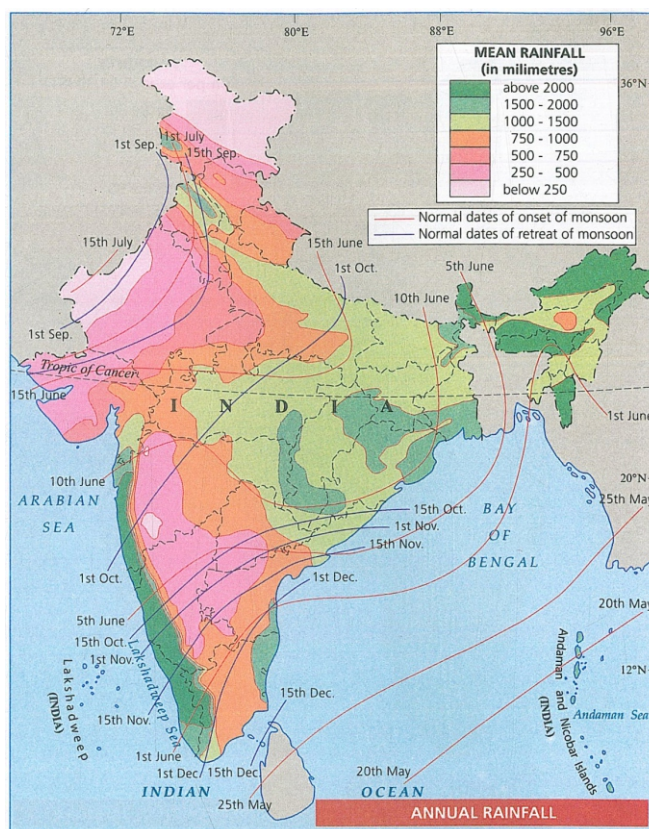 72°E
80°E
88°E
96°E
MEAN RAINFALL
(in milimetres)
above 2000
1500 - 2000
1000 - 1500
750 - 1000
500 - 750
250 - 500
below 250
Normal dates of onset of monsoon
Normal dates of retreat of monsoon
36°N
1st July
1st Sep.
15th Sep.
15th July
15th June
1st Oct.
5th June
10th June
1st Sep.
Tropic of Cancer
15th June
INDIA
1st June
10th June
20°N
ARABIAN
SEA
25th May
15th Oct.
BAY
OF
BENGAL
1st Nov.
15th Nov.
1st Oct.
1st Dec.
5th June
20th May
15th Oct.
1st Nov.
12°N
Lakshadweep
(INDIA)
Lakshadweep Sea
Andaman and Nicobar Islands
(INDIA)
Andaman Sea
15th Nov.
15th Dec.
1st June
1st Dec.
15th Dec.
20th May
INDIAN
OCEAN
25th May
ANNUAL RAINFALL